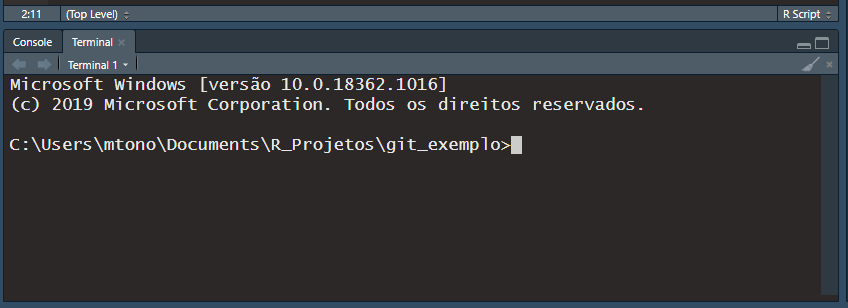 2:11 (Top Level) R Script
Console Terminal
Terminal 1
Microsoft Windows [versão 10.0.18362.1016]
(c) 2019 Microsoft Corporation. Todos os direitos reservados.
C:\Users\mtono\Documents\R_Projetos\git_exemplo>